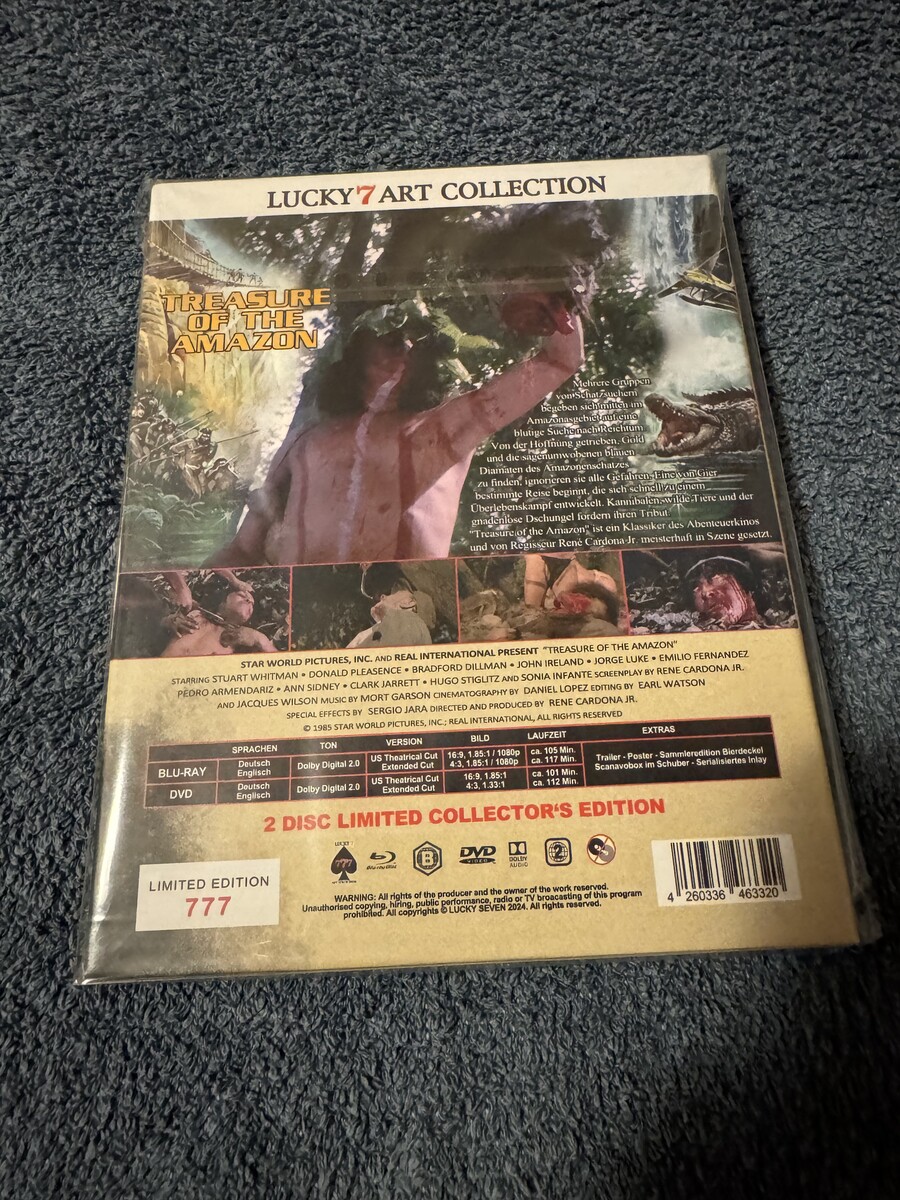 LUCKY 7 ART COLLECTION
TREASURE
OF THE
AMAZON
Mehrere Gruppen
von Schatzsuchern
begeben sich mitten im
Amazonasgebiet auf eine
blutige Suche nach Reichtum.
Von der Hoffnung getrieben, Gold
und die sagenumwobenen blauen
Diamaten des Amazonenschatzes
zu finden, ignorieren sie alle Gefahren. Eine von Gier
bestimmte Reise beginnt, die sich schnell zu einem
Überlebenskampf entwickelt. Kannibalen, wilde Tiere und der
gnadenlose Dschungel fordern ihren Tribut.
"Treasure of the Amazon" ist ein Klassiker des Abenteuerkinos
und von Regisseur René Cardona Jr. meisterhaft in Szene gesetzt.
STAR WORLD PICTURES, INC. AND REAL INTERNATIONAL PRESENT "TREASURE OF THE AMAZON"
STARRING STUART WHITMAN • DONALD PLEASENCE • BRADFORD DILLMAN • JOHN IRELAND • JORGE LUKE • EMILIO FERNANDEZ
PEDRO ARMENDARIZ • ANN SIDNEY • CLARK JARRETT • HUGO STIGLITZ AND SONIA INFANTE SCREENPLAY BY RENE CARDONA JR.
AND JACQUES WILSON MUSIC BY MORT GARSON CINEMATOGRAPHY BY DANIEL LOPEZ EDITING BY EARL WATSON
SPECIAL EFFECTS BY SERGIO JARA DIRECTED AND PRODUCED BY RENE CARDONA JR.
© 1985 STAR WORLD PICTURES, INC.; REAL INTERNATIONAL, ALL RIGHTS RESERVED
SPRACHEN TON VERSION BILD LAUFZEIT EXTRAS
BLU-RAY Deutsch Englisch Dolby Digital 2.0 US Theatrical Cut Extended Cut 16:9, 1.85:1 / 1080p 4:3, 1.85:1 / 1080p ca. 105 Min. ca. 117 Min. Trailer - Poster - Sammleredition Bierdeckel Scanavobox im Schuber - Serialisiertes Inlay
DVD Deutsch Englisch Dolby Digital 2.0 US Theatrical Cut Extended Cut 16:9, 1.85:1 4:3, 1.33:1 ca. 101 Min. ca. 112 Min.
2 DISC LIMITED COLLECTOR'S EDITION
777 Blu-ray Disc B DVD VIDEO DOLBY AUDIO 2
LIMITED EDITION
777
WARNING: All rights of the producer and the owner of the work reserved.
Unauthorised copying, hiring, public performance, radio or TV broacasting of this program
prohibited. All copyrights © LUCKY SEVEN 2024. All rights reserved.
4 260336 463320